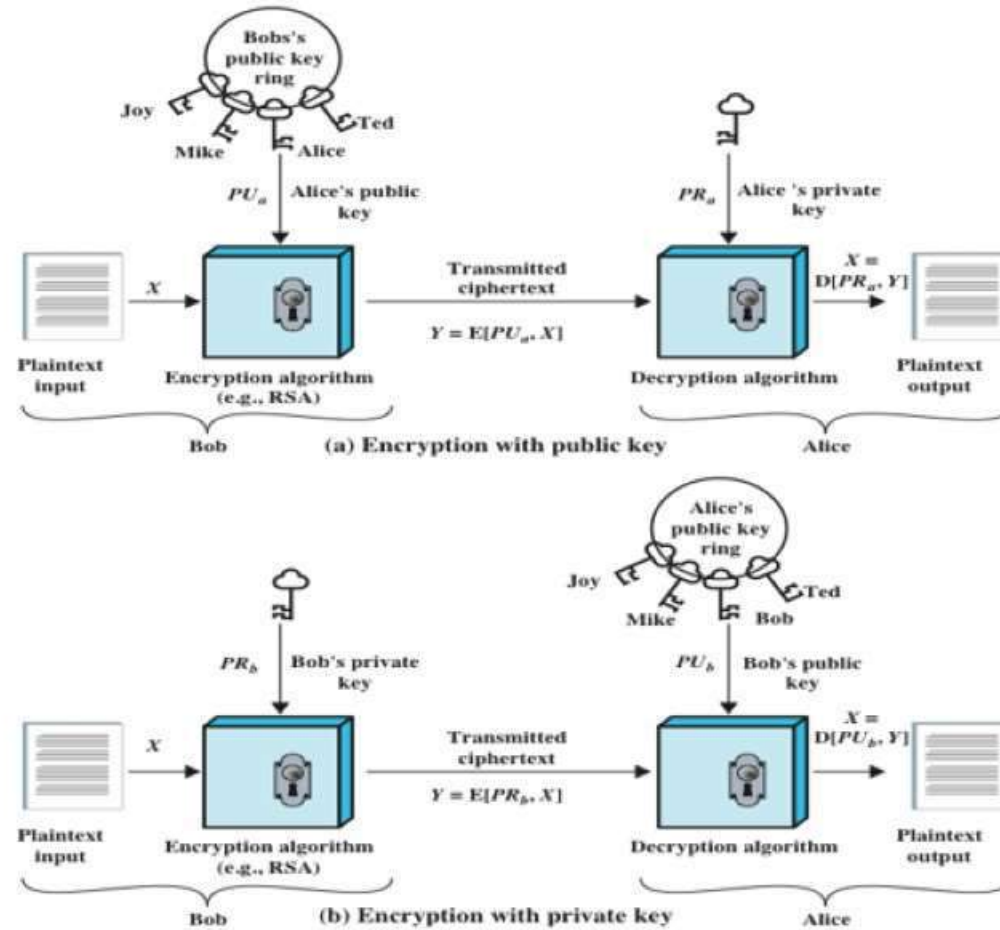 Bobs's
public key
ring
Joy
Ted
Mike
Alice
PUa
Alice's public
key
PRa
Alice 's private
key
X
Transmitted
ciphertext
X =
D[PRa, Y]
Y = E[PUa, X]
Plaintext
input
Encryption algorithm
(e.g., RSA)
Decryption algorithm
Plaintext
output
Bob
(a) Encryption with public key
Alice
Alice's
public key
ring
Joy
Ted
Mike
Bob
PRb
Bob's private
key
PUb
Bob's public
key
X
Transmitted
ciphertext
X =
D[PUb, Y]
Y = E[PRb, X]
Plaintext
input
Encryption algorithm
(e.g., RSA)
Decryption algorithm
Plaintext
output
Bob
(b) Encryption with private key
Alice